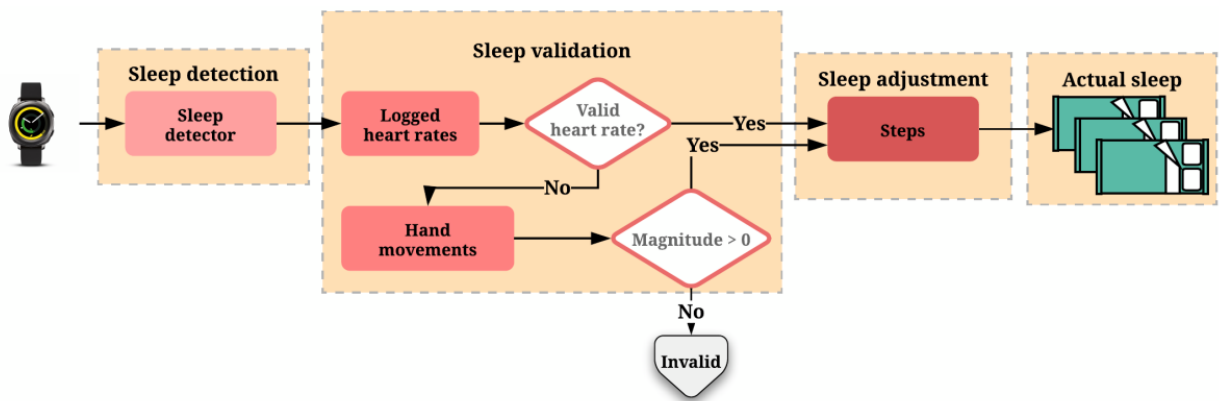 Sleep detection
Sleep
detector
Sleep validation
Logged
heart rates
Valid
heart rate?
Yes
Yes
No
Hand
movements
Magnitude > 0
No
Invalid
Sleep adjustment
Steps
Actual sleep